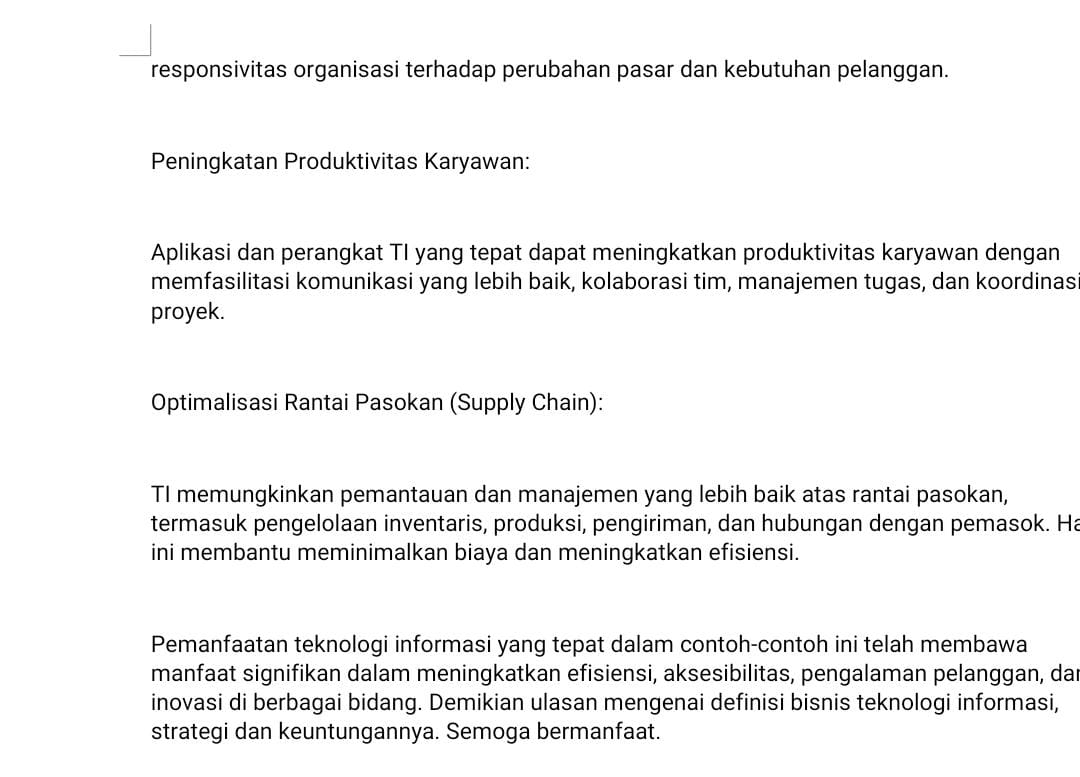 responsivitas organisasi terhadap perubahan pasar dan kebutuhan pelanggan.
Peningkatan Produktivitas Karyawan:
Aplikasi dan perangkat TI yang tepat dapat meningkatkan produktivitas karyawan dengan
memfasilitasi komunikasi yang lebih baik, kolaborasi tim, manajemen tugas, dan koordinasi
proyek.
Optimalisasi Rantai Pasokan (Supply Chain):
TI memungkinkan pemantauan dan manajemen yang lebih baik atas rantai pasokan,
termasuk pengelolaan inventaris, produksi, pengiriman, dan hubungan dengan pemasok.
ini membantu meminimalkan biaya dan meningkatkan efisiensi.
Pemanfaatan teknologi informasi yang tepat dalam contoh-contoh ini telah membawa
manfaat signifikan dalam meningkatkan efisiensi, aksesibilitas, pengalaman pelanggan,
inovasi di berbagai bidang. Demikian ulasan mengenai definisi bisnis teknologi informasi,
strategi dan keuntungannya. Semoga bermanfaat.